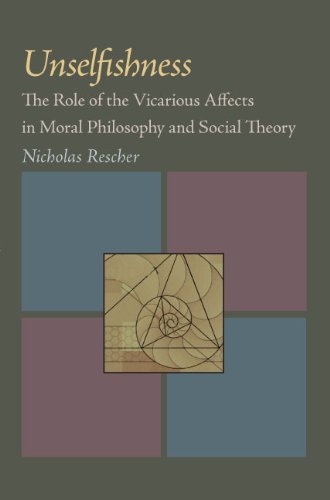 Unselfishness
The Role of the Vicarious Affects
in Moral Philosophy and Social Theory
Nicholas Rescher